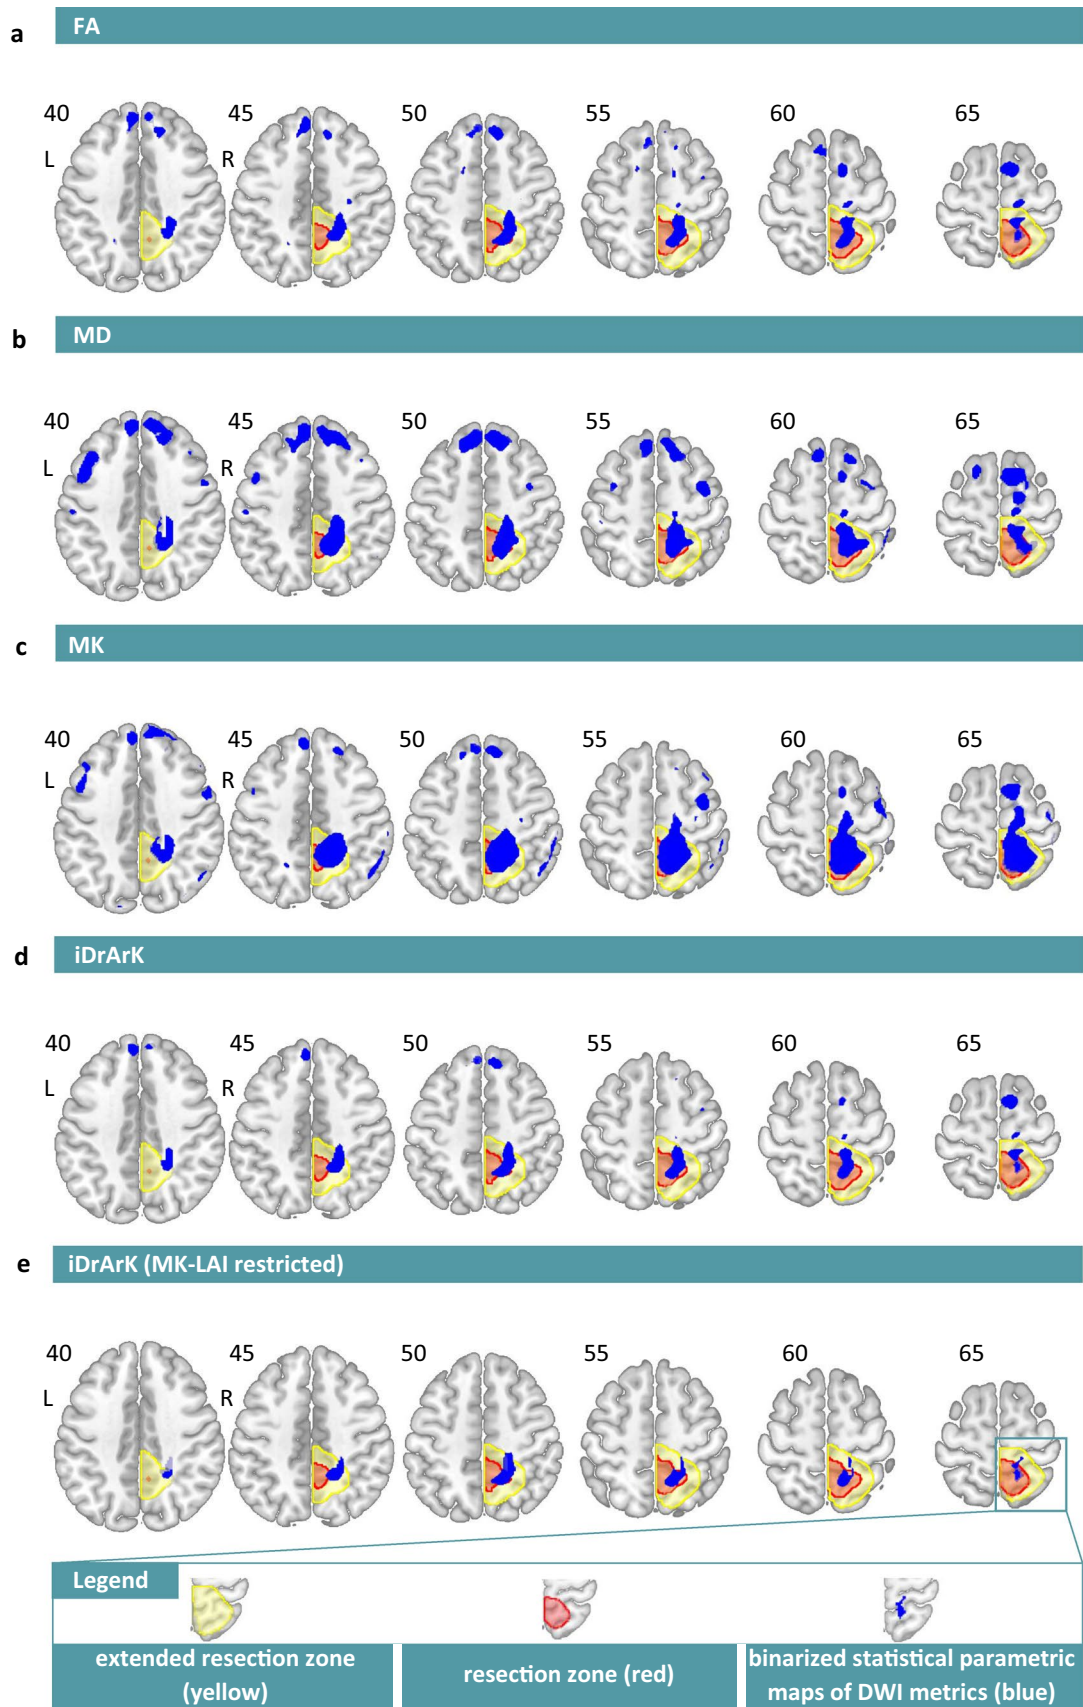 a FA
40 45 50 55 60 65
L R
b MD
40 45 50 55 60 65
L R
c MK
40 45 50 55 60 65
L R
d iDrArK
40 45 50 55 60 65
L R
e iDrArK (MK-LAI restricted)
40 45 50 55 60 65
L R
Legend
extended resection zone
(yellow)
resection zone (red)
binarized statistical parametric
maps of DWI metrics (blue)